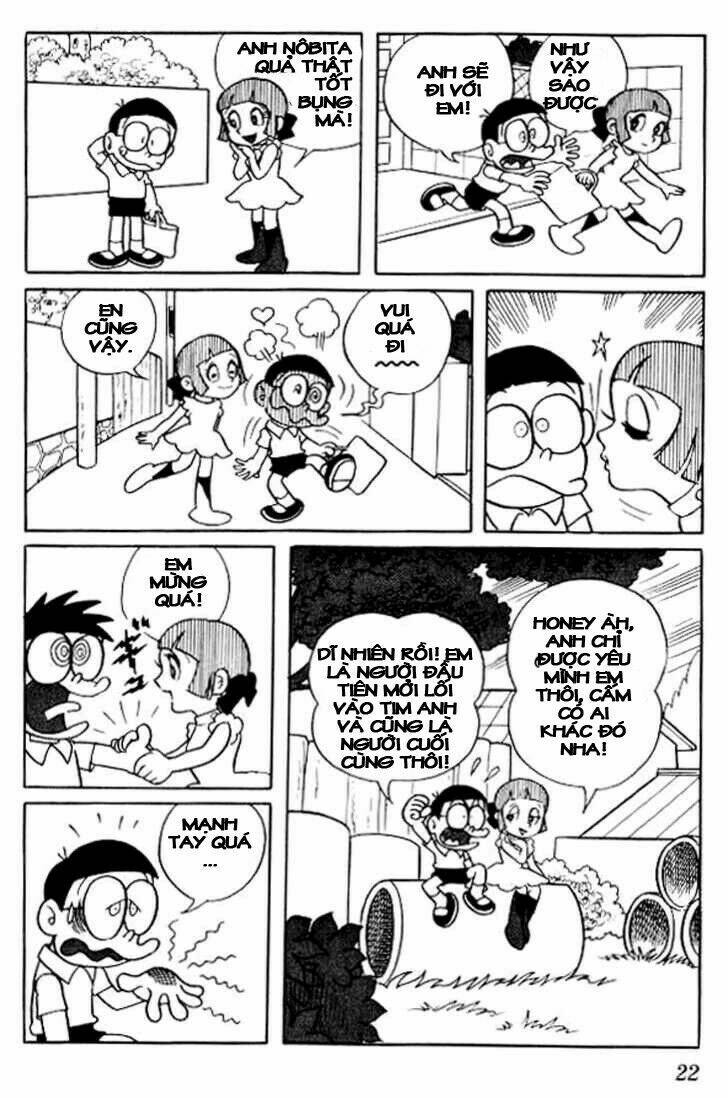 NHƯ
VẬY
SAO
ĐƯỢC
ANH SẼ
ĐI VỚI
EM!
ANH NÔBITA
QUẢ THẬT
TỐT
BỤNG
MÀ!
VUI
QUÁ
ĐI
EN
CŨNG
VẬY.
HONEY ÀH,
ANH CHỈ
ĐƯỢC YÊU
MÌNH EM
THÔI, CẤM
CÓ AI
KHÁC ĐÓ
NHA!
DĨ NHIÊN RỒI! EM
LÀ NGƯỜI ĐẦU
TIÊN MỞ LỐI
VÀO TIM ANH
VÀ CŨNG LÀ
NGƯỜI CUỐI
CÙNG THÔI!
EM
MỪNG
QUÁ!
MẠNH
TAY QUÁ
...
22